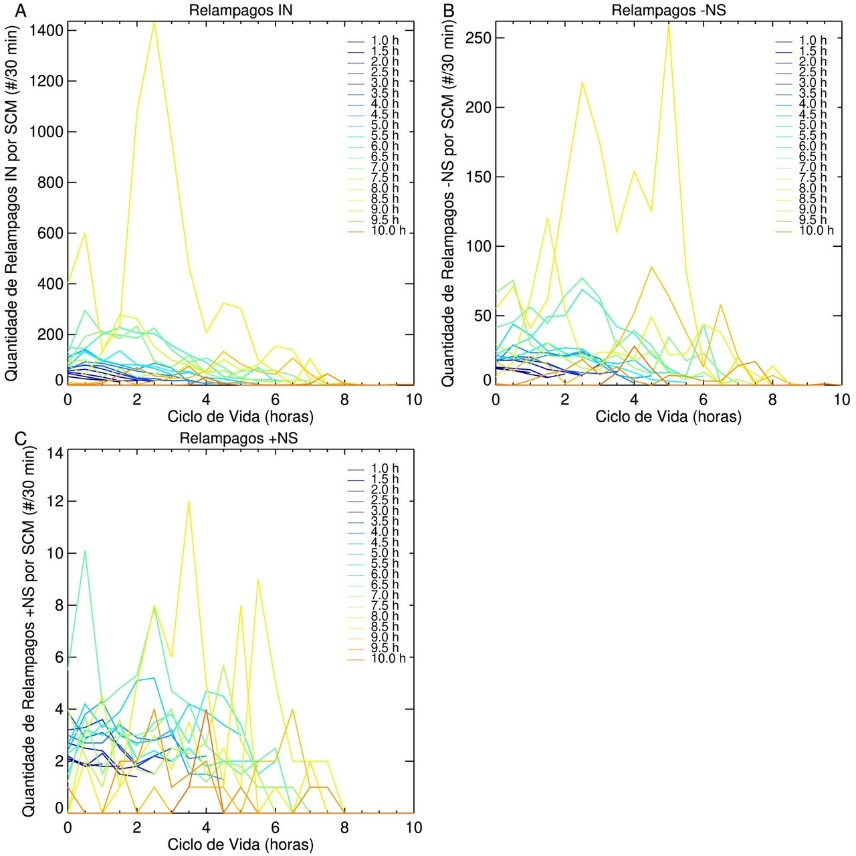 A
Relampagos IN
Quantidade de Relampagos IN por SCM (#/30 min)
1400
1200
1000
800
600
400
200
0
1.0 h
1.5 h
2.0 h
2.5 h
3.0 h
3.5 h
4.0 h
4.5 h
5.0 h
5.5 h
6.0 h
6.5 h
7.0 h
7.5 h
8.0 h
8.5 h
9.0 h
9.5 h
10.0 h
0 2 4 6 8 10
Ciclo de Vida (horas)
B
Relampagos -NS
Quantidade de Relampagos -NS por SCM (#/30 min)
250
200
150
100
50
0
1.0 h
1.5 h
2.0 h
2.5 h
3.0 h
3.5 h
4.0 h
4.5 h
5.0 h
5.5 h
6.0 h
6.5 h
7.0 h
7.5 h
8.0 h
8.5 h
9.0 h
9.5 h
10.0 h
0 2 4 6 8 10
Ciclo de Vida (horas)
C
Relampagos +NS
Quantidade de Relampagos +NS por SCM (#/30 min)
14
12
10
8
6
4
2
0
1.0 h
1.5 h
2.0 h
2.5 h
3.0 h
3.5 h
4.0 h
4.5 h
5.0 h
5.5 h
6.0 h
6.5 h
7.0 h
7.5 h
8.0 h
8.5 h
9.0 h
9.5 h
10.0 h
0 2 4 6 8 10
Ciclo de Vida (horas)